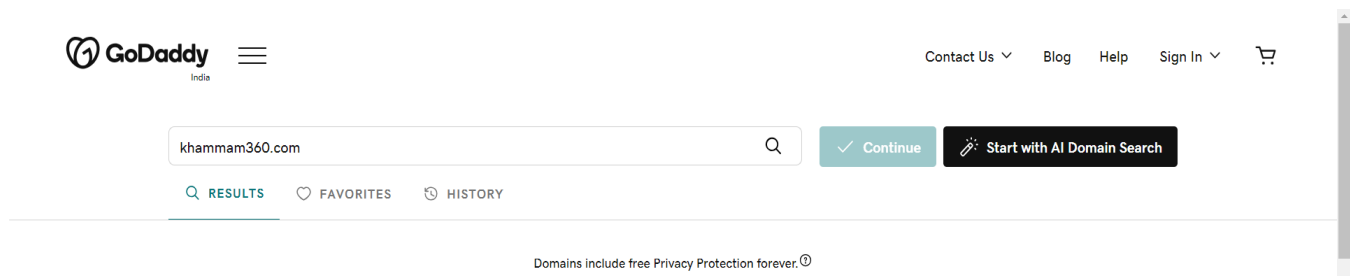 GoDaddy
India
Contact Us Blog Help Sign In
khammam360.com Continue Start with AI Domain Search
RESULTS FAVORITES HISTORY
Domains include free Privacy Protection forever. ?